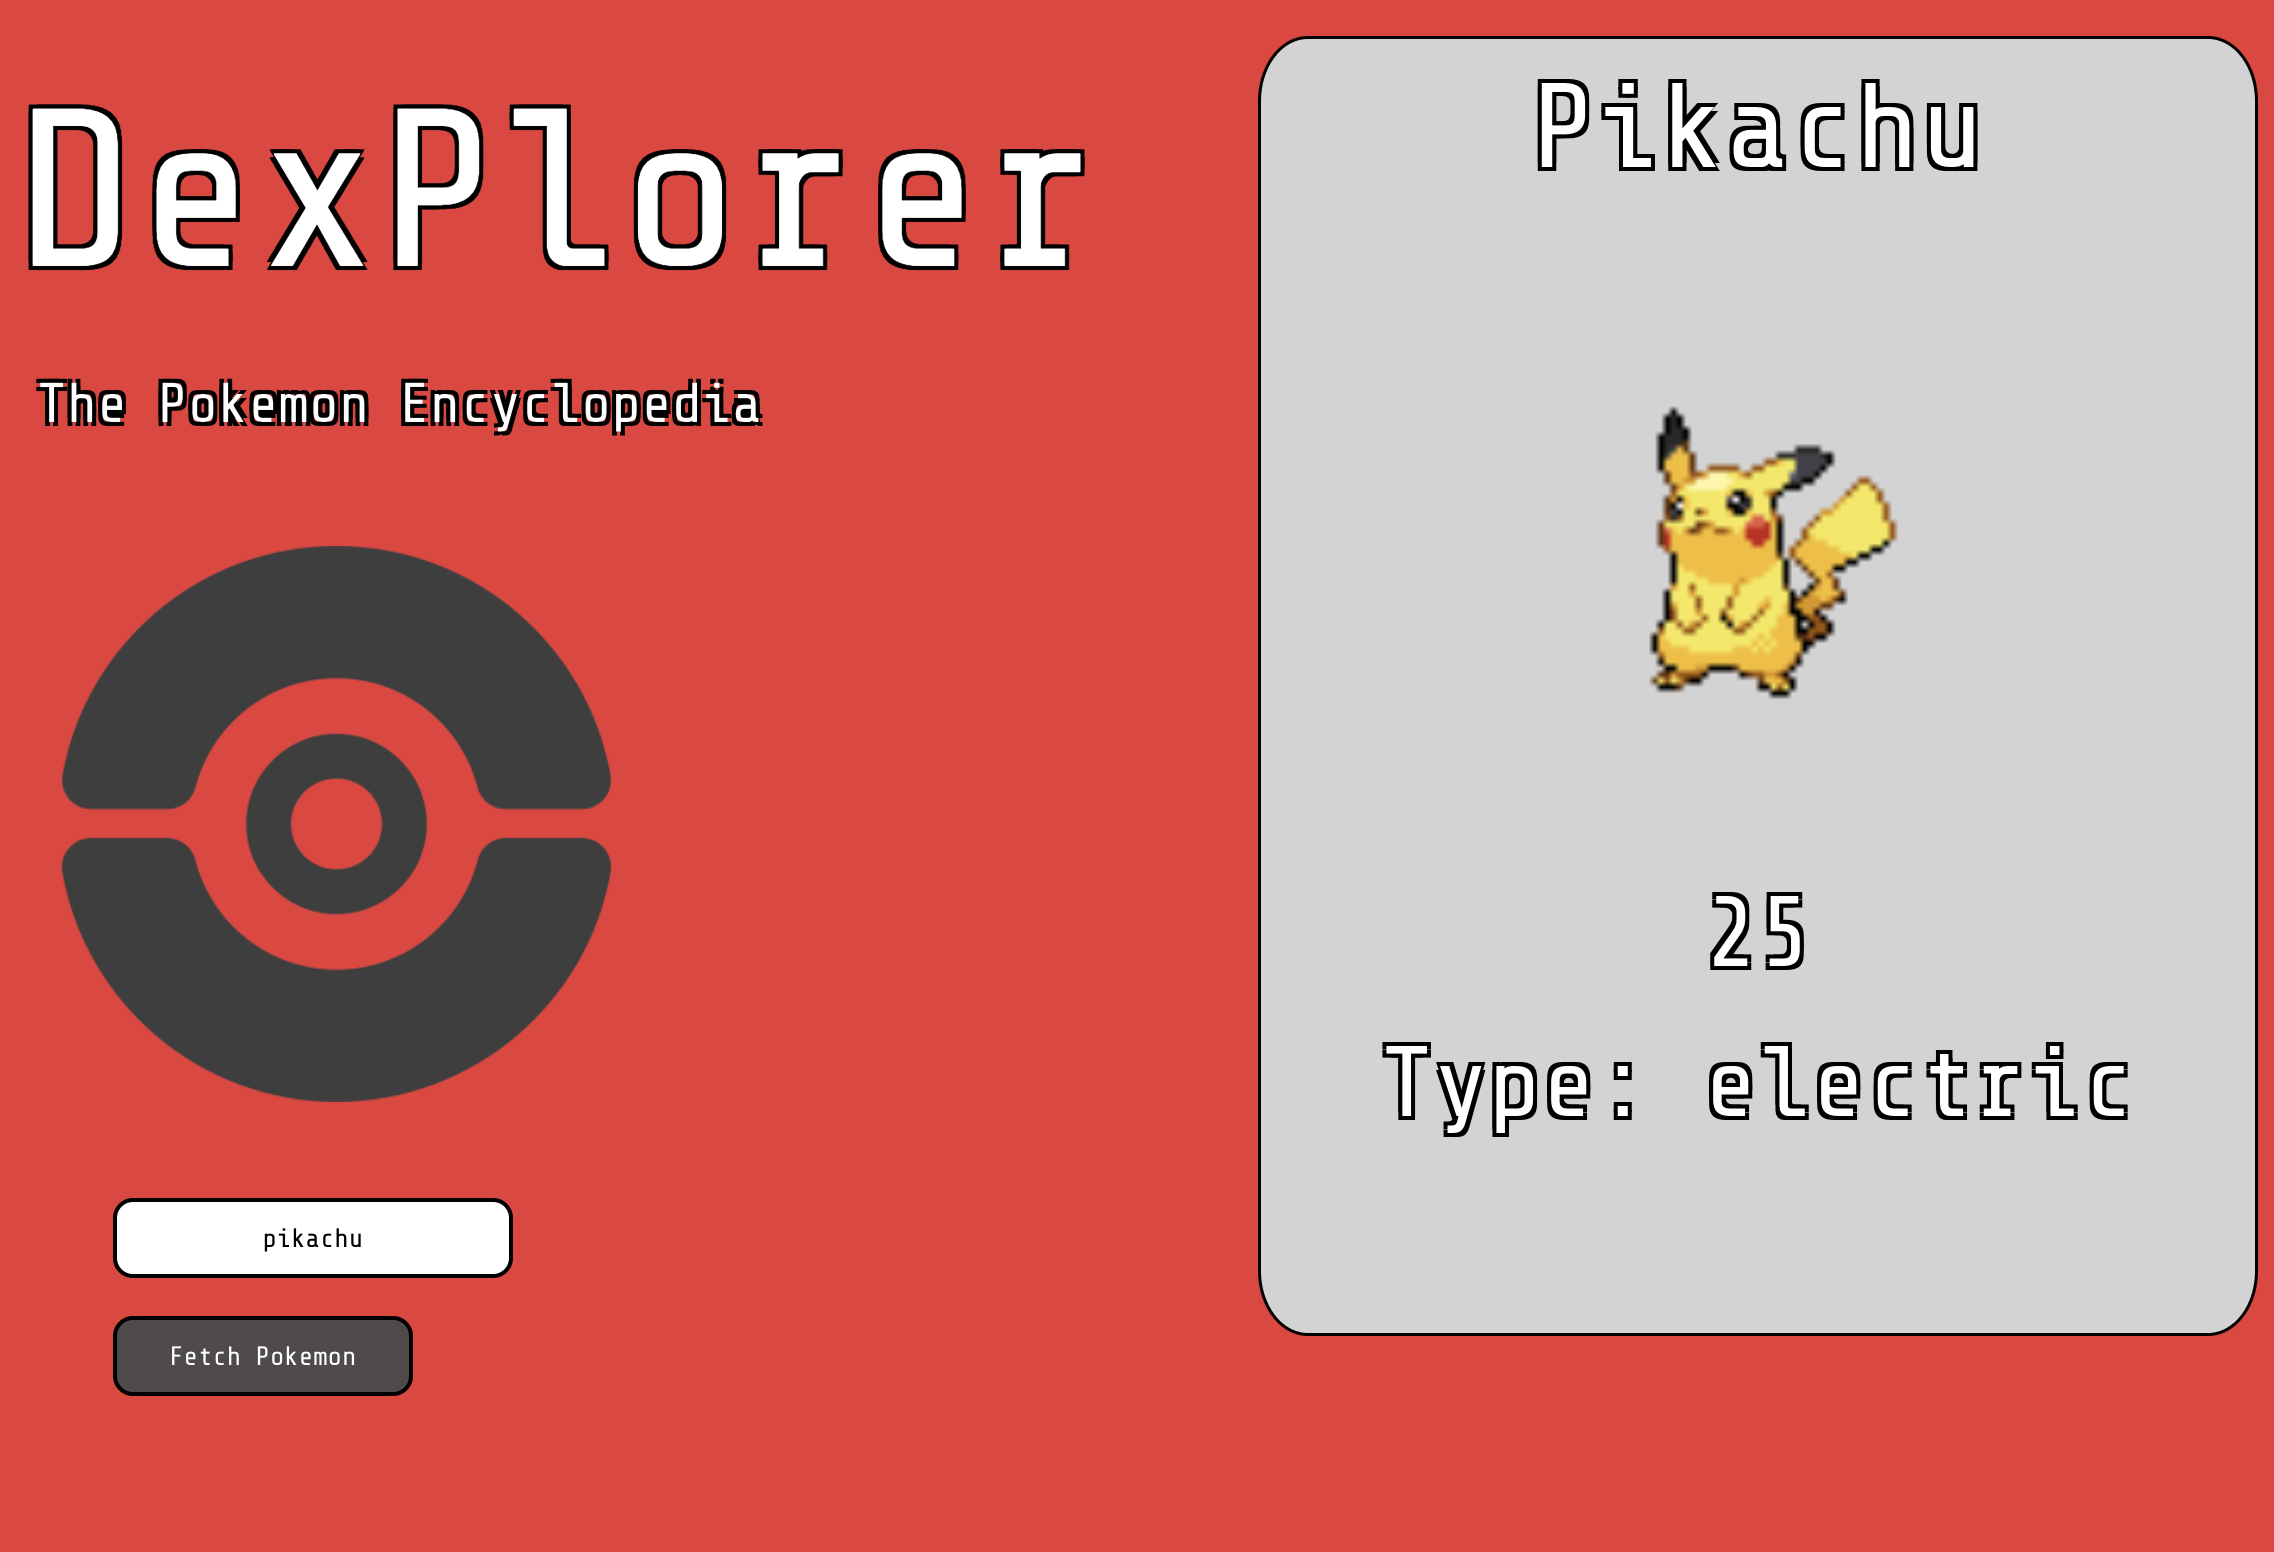 DexPlorer
The Pokemon Encyclopedia
pikachu
Fetch Pokemon
Pikachu
25
Type: electric